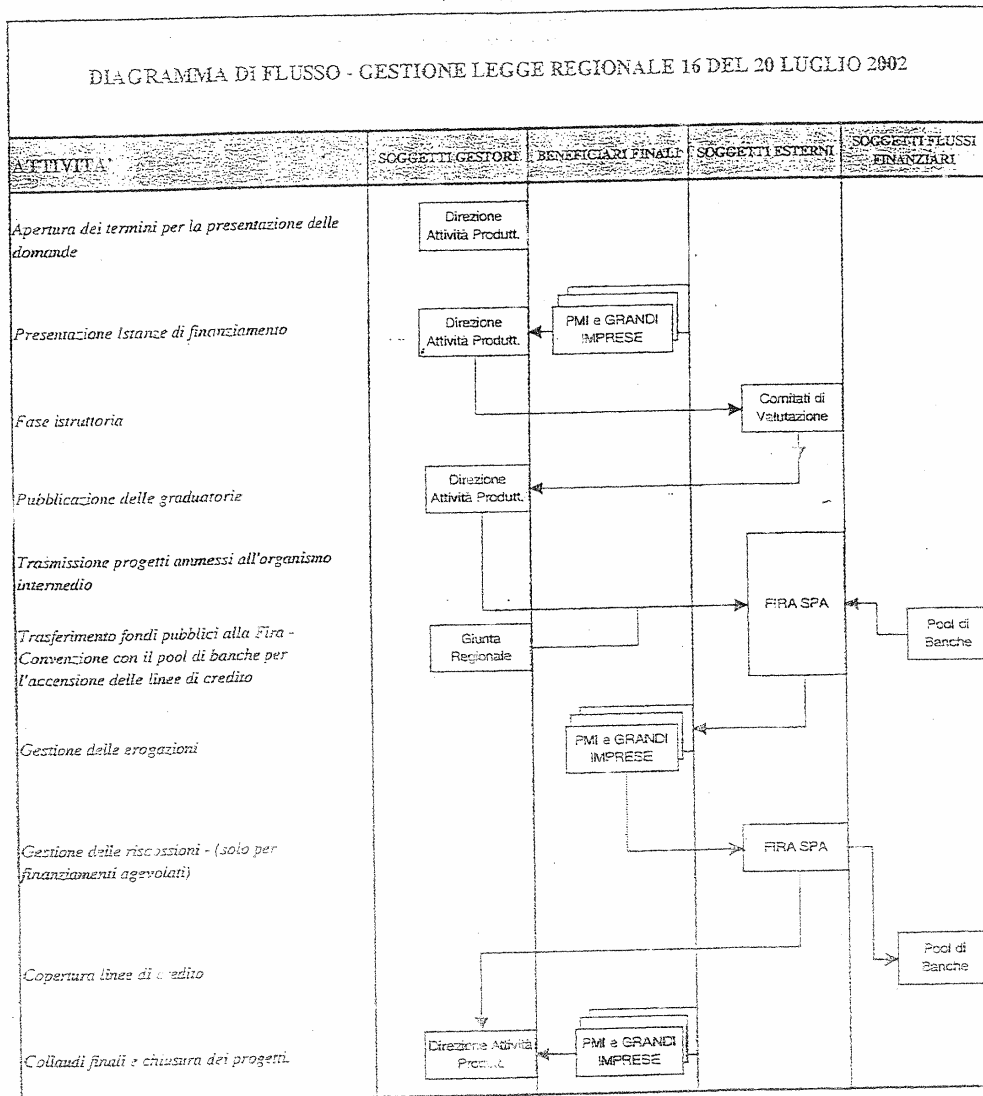 DIAGRAMMA DI FLUSSO - GESTIONE LEGGE REGIONALE 16 DEL 20 LUGLIO 2002
ATTIVITA'
SOGGETTI GESTORI
BENEFICIARI FINALI
SOGGETTI ESTERNI
SOGGETTI FLUSSI
FINANZIARI
Apertura dei termini per la presentazione delle
domande
Direzione
Attività Produtt.
Presentazione Istanze di finanziamento
Direzione
Attività Produtt.
PMI e GRANDI
IMPRESE
Fase istruttoria
Comitati di
Valutazione
Pubblicazione delle graduatorie
Direzione
Attività Produtt.
Trasmissione progetti ammessi all'organismo
intermedio
FIRA SPA
Trasferimento fondi pubblici alla Fira -
Convenzione con il pool di banche per
l'accensione delle linee di credito
Giunta
Regionale
Pool di
Banche
Gestione delle erogazioni
PMI e GRANDI
IMPRESE
Gestione delle riscossioni - (solo per
finanziamenti agevolati)
FIRA SPA
Copertura linee di credito
Pool di
Banche
Collaudi finali e chiusura dei progetti.
Direzione Attività
Produtt.
PMI e GRANDI
IMPRESE